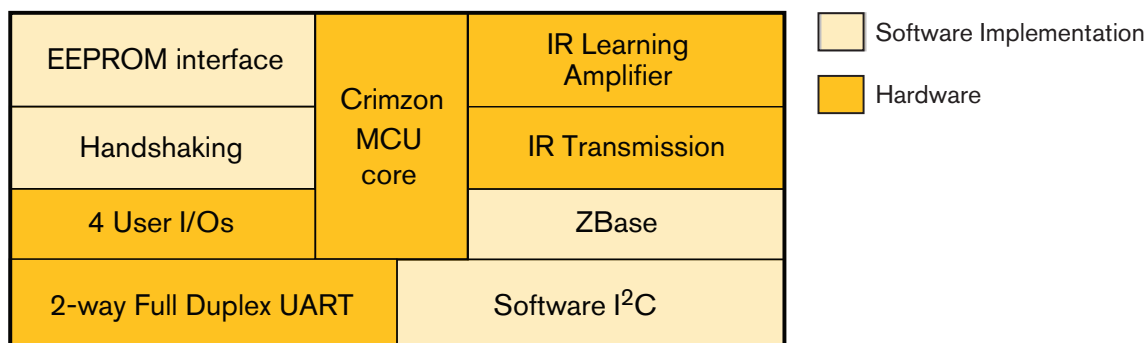 EEPROM interface
Handshaking
4 User I/Os
2-way Full Duplex UART
Crimzon
MCU
core
IR Learning
Amplifier
IR Transmission
ZBase
Software I²C
Software Implementation
Hardware